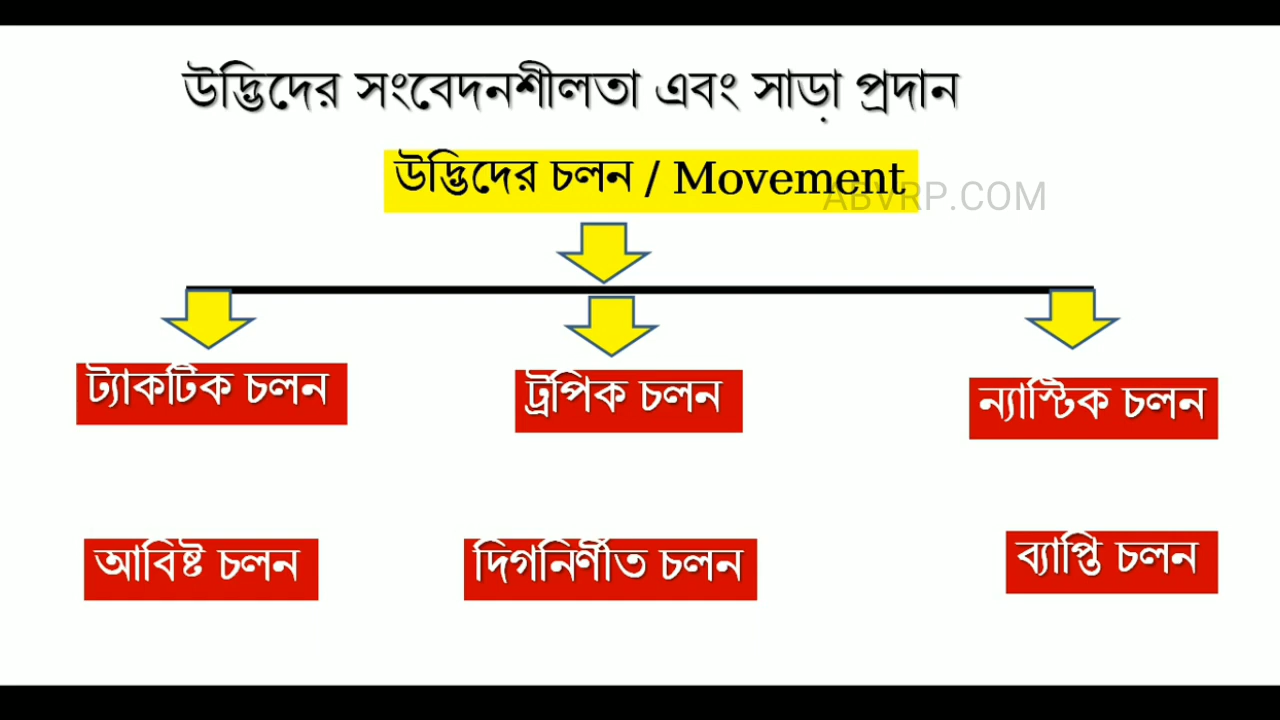 উদ্ভিদের সংবেদনশীলতা এবং সাড়া প্রদান
উদ্ভিদের চলন / Movement
ABVRP.COM
ট্যাকটিক চলন
ট্রপিক চলন
ন্যাস্টিক চলন
আবিষ্ট চলন
দিগনির্ণীত চলন
ব্যাপ্তি চলন